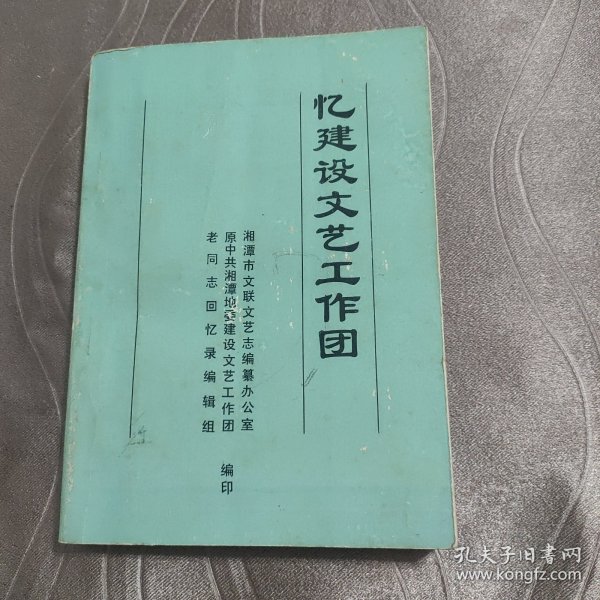 忆建设文艺工作团
湘潭市文联文艺志编纂办公室
原中共湘潭地委建设文艺工作团
老同志回忆录编辑组
编印
孔夫子旧书网
www.kongfz.com